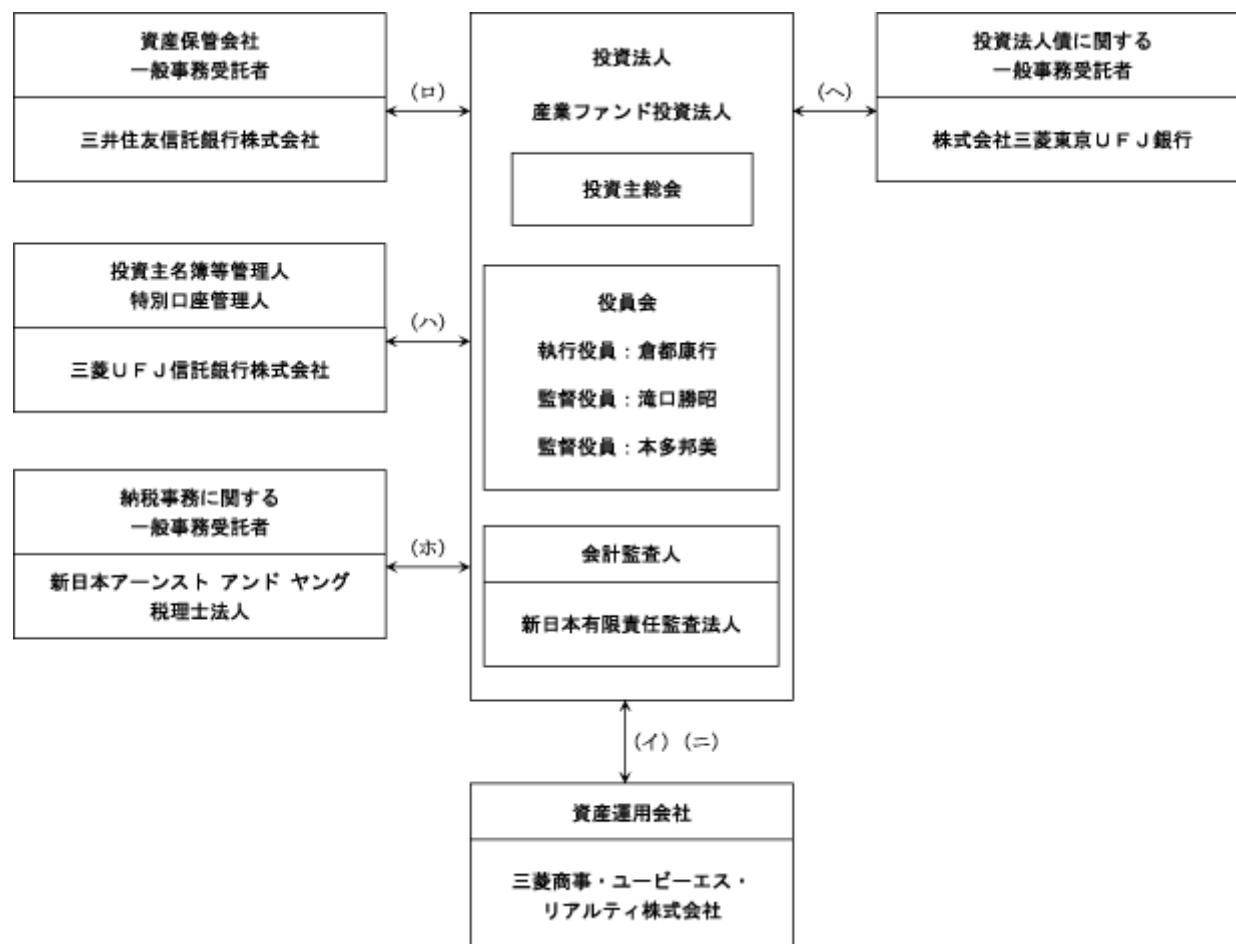 資産保管会社
一般事務受託者
三井住友信託銀行株式会社
(ロ)
投資法人
産業ファンド投資法人
投資主総会
(ヘ)
投資法人債に関する
一般事務受託者
株式会社三菱東京ＵＦＪ銀行
投資主名簿等管理人
特別口座管理人
三菱ＵＦＪ信託銀行株式会社
(ハ)
役員会
執行役員：倉都康行
監督役員：滝口勝昭
監督役員：本多邦美
納税事務に関する
一般事務受託者
新日本アーンスト アンド ヤング
税理士法人
(ホ)
会計監査人
新日本有限責任監査法人
(イ) (ニ)
資産運用会社
三菱商事・ユービーエス・
リアルティ株式会社